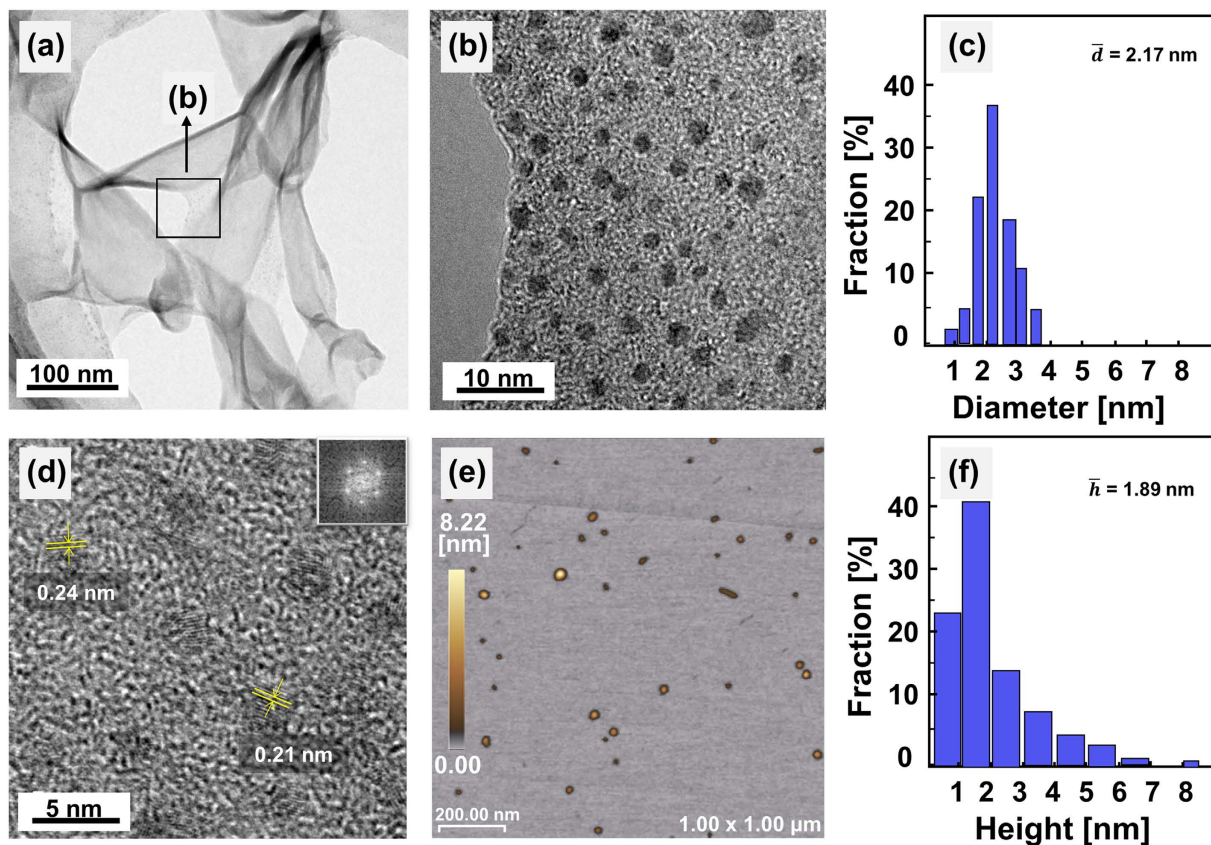 (a)
(b)
100 nm
(b)
10 nm
(c)
d̅ = 2.17 nm
Fraction [%]
40
30
20
10
0
1 2 3 4 5 6 7 8
Diameter [nm]
(d)
0.24 nm
0.21 nm
5 nm
(e)
8.22
[nm]
0.00
200.00 nm
1.00 x 1.00 µm
(f)
h̅ = 1.89 nm
Fraction [%]
40
30
20
10
0
1 2 3 4 5 6 7 8
Height [nm]